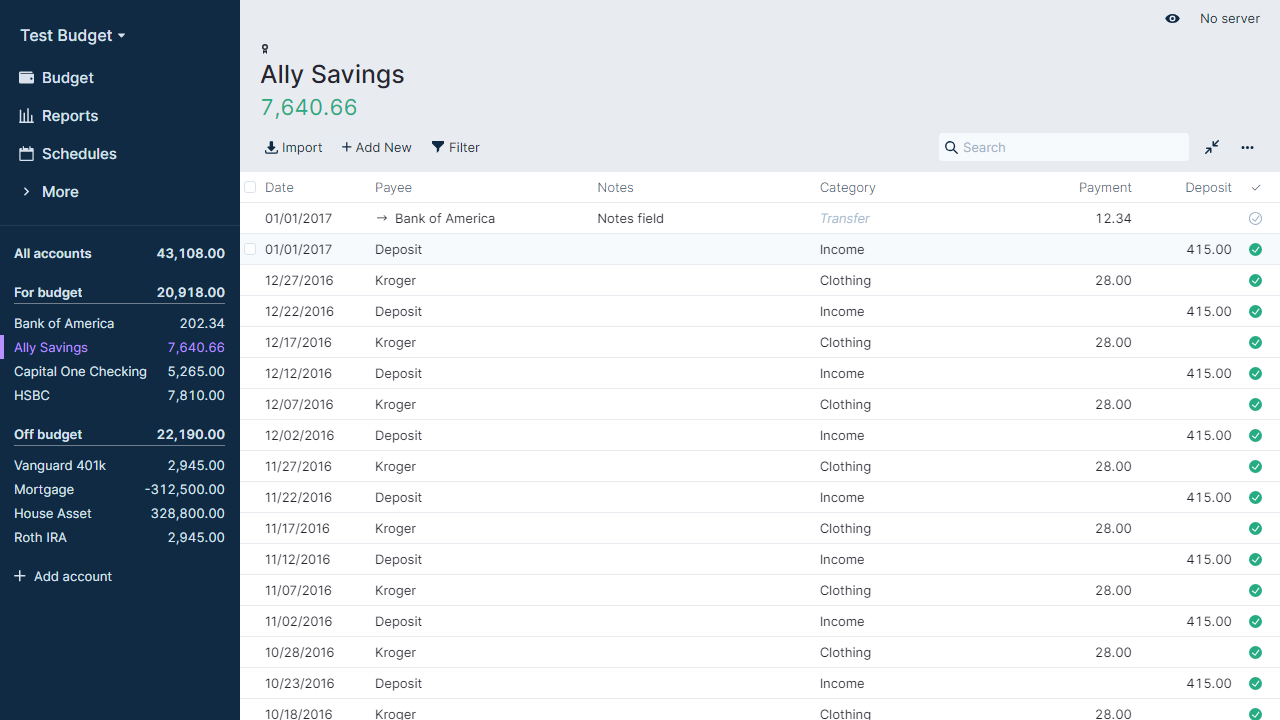 Test Budget
Budget
Reports
Schedules
More
All accounts 43,108.00
For budget 20,918.00
Bank of America 202.34
Ally Savings 7,640.66
Capital One Checking 5,265.00
HSBC 7,810.00
Off budget 22,190.00
Vanguard 401k 2,945.00
Mortgage -312,500.00
House Asset 328,800.00
Roth IRA 2,945.00
Add account
No server
Ally Savings
7,640.66
Import Add New Filter Search
Date Payee Notes Category Payment Deposit
01/01/2017 → Bank of America Notes field Transfer 12.34
01/01/2017 Deposit Income 415.00
12/27/2016 Kroger Clothing 28.00
12/22/2016 Deposit Income 415.00
12/17/2016 Kroger Clothing 28.00
12/12/2016 Deposit Income 415.00
12/07/2016 Kroger Clothing 28.00
12/02/2016 Deposit Income 415.00
11/27/2016 Kroger Clothing 28.00
11/22/2016 Deposit Income 415.00
11/17/2016 Kroger Clothing 28.00
11/12/2016 Deposit Income 415.00
11/07/2016 Kroger Clothing 28.00
11/02/2016 Deposit Income 415.00
10/28/2016 Kroger Clothing 28.00
10/23/2016 Deposit Income 415.00
10/18/2016 Kroger Clothing 28.00